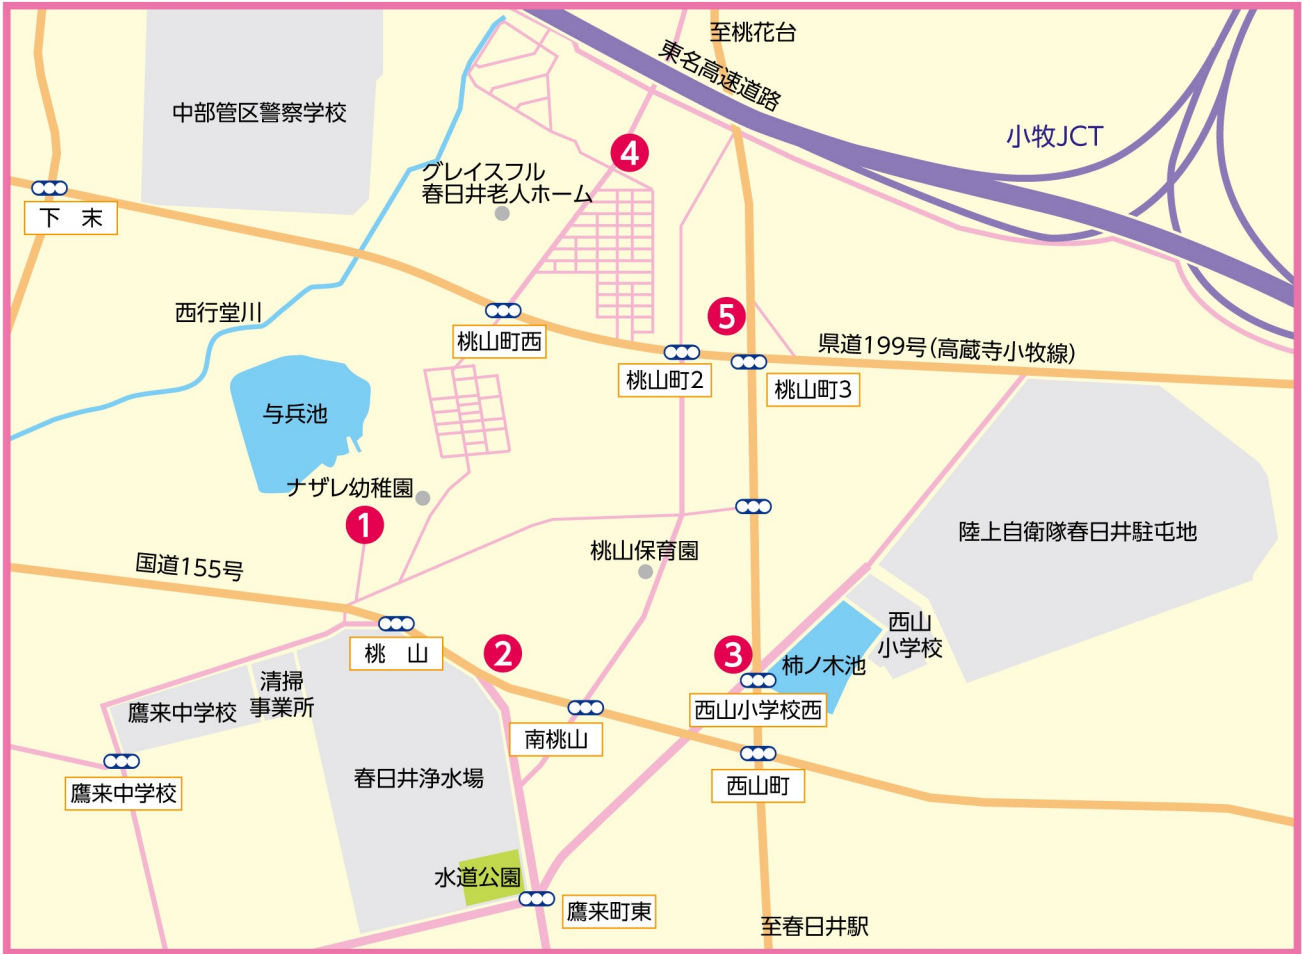 至桃花台
東名高速道路
中部管区警察学校
小牧JCT
4
グレイスフル
春日井老人ホーム
下　末
西行堂川
5
桃山町西
県道199号(高蔵寺小牧線)
桃山町2
桃山町3
与兵池
ナザレ幼稚園
1
陸上自衛隊春日井駐屯地
桃山保育園
国道155号
西山
小学校
桃　山
2
3
柿ノ木池
清掃
事業所
鷹来中学校
西山小学校西
南桃山
春日井浄水場
西山町
鷹来中学校
水道公園
鷹来町東
至春日井駅